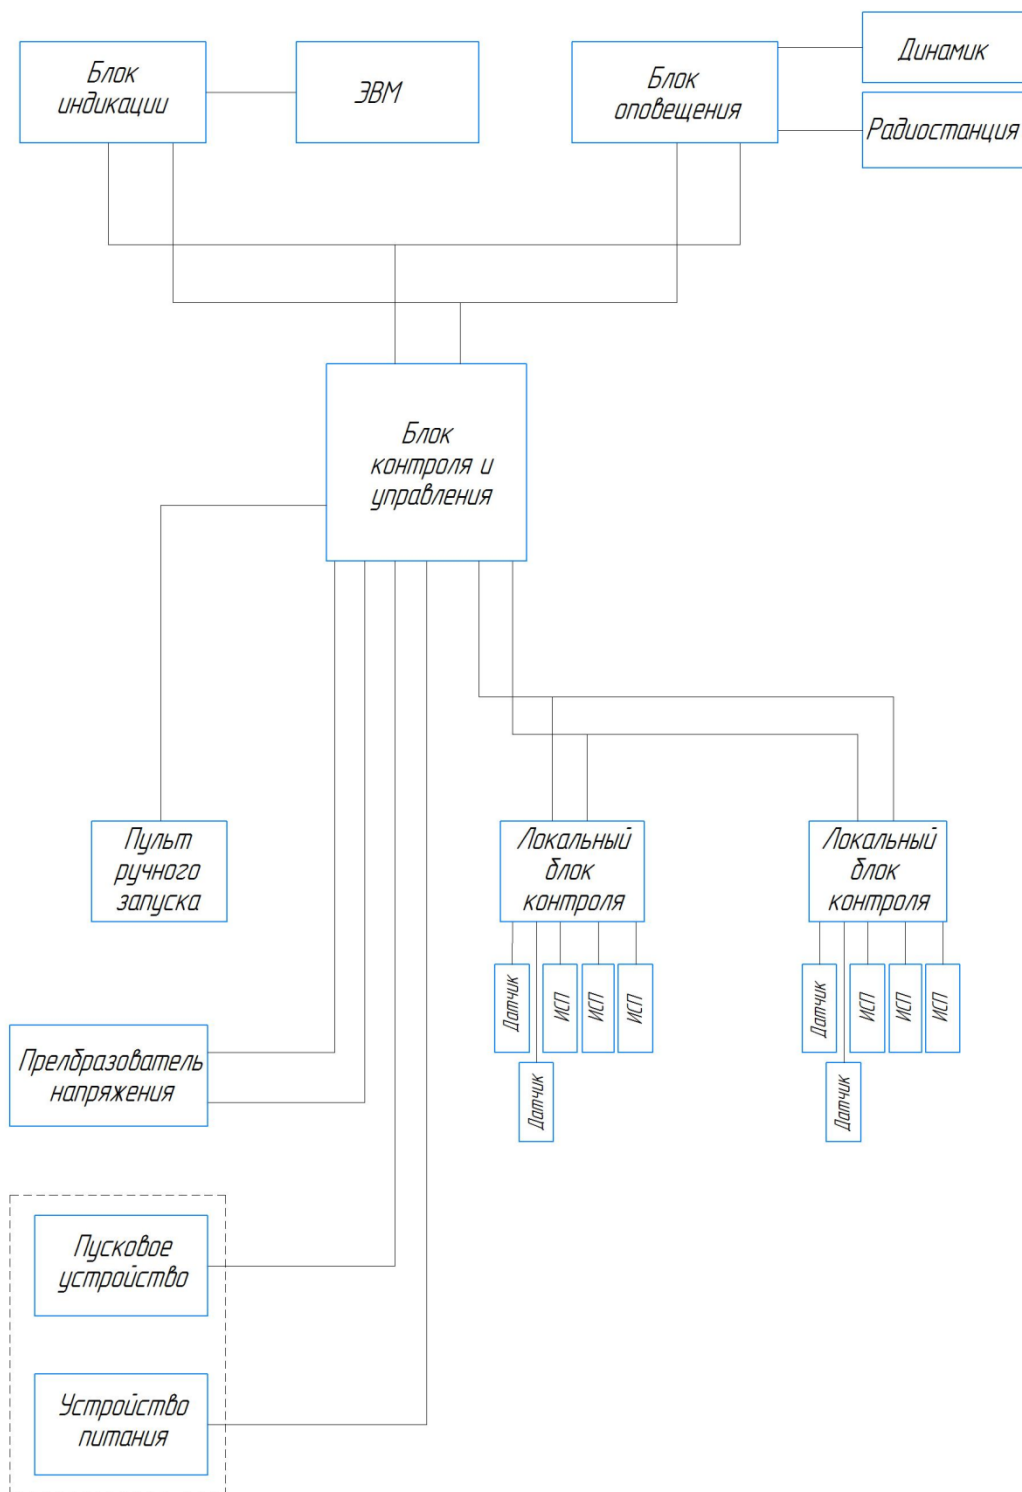 Блок
индикации
ЭВМ
Блок
оповещения
Динамик
Радиостанция
Блок
контроля и
управления
Пульт
ручного
запуска
Локальный
блок
контроля
Локальный
блок
контроля
Датчик
ИСП
ИСП
ИСП
Датчик
Датчик
ИСП
ИСП
ИСП
Датчик
Прелбразователь
напряжения
Пусковое
устройство
Устройство
питания